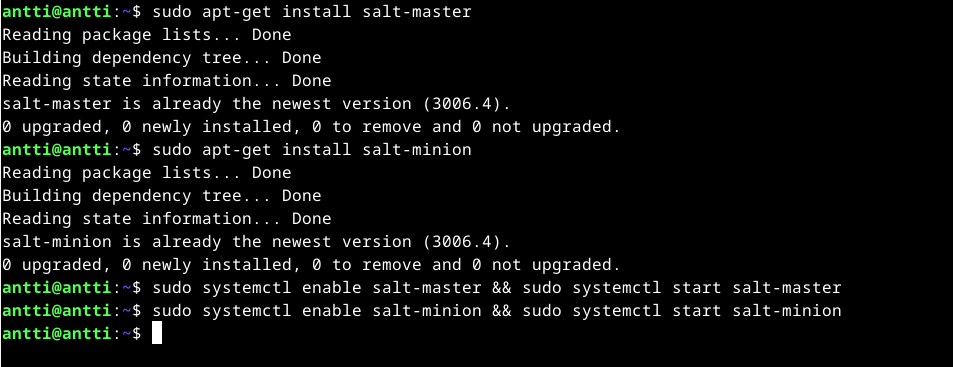 antti@antti:~$ sudo apt-get install salt-master
Reading package lists... Done
Building dependency tree... Done
Reading state information... Done
salt-master is already the newest version (3006.4).
0 upgraded, 0 newly installed, 0 to remove and 0 not upgraded.
antti@antti:~$ sudo apt-get install salt-minion
Reading package lists... Done
Building dependency tree... Done
Reading state information... Done
salt-minion is already the newest version (3006.4).
0 upgraded, 0 newly installed, 0 to remove and 0 not upgraded.
antti@antti:~$ sudo systemctl enable salt-master && sudo systemctl start salt-master
antti@antti:~$ sudo systemctl enable salt-minion && sudo systemctl start salt-minion
antti@antti:~$